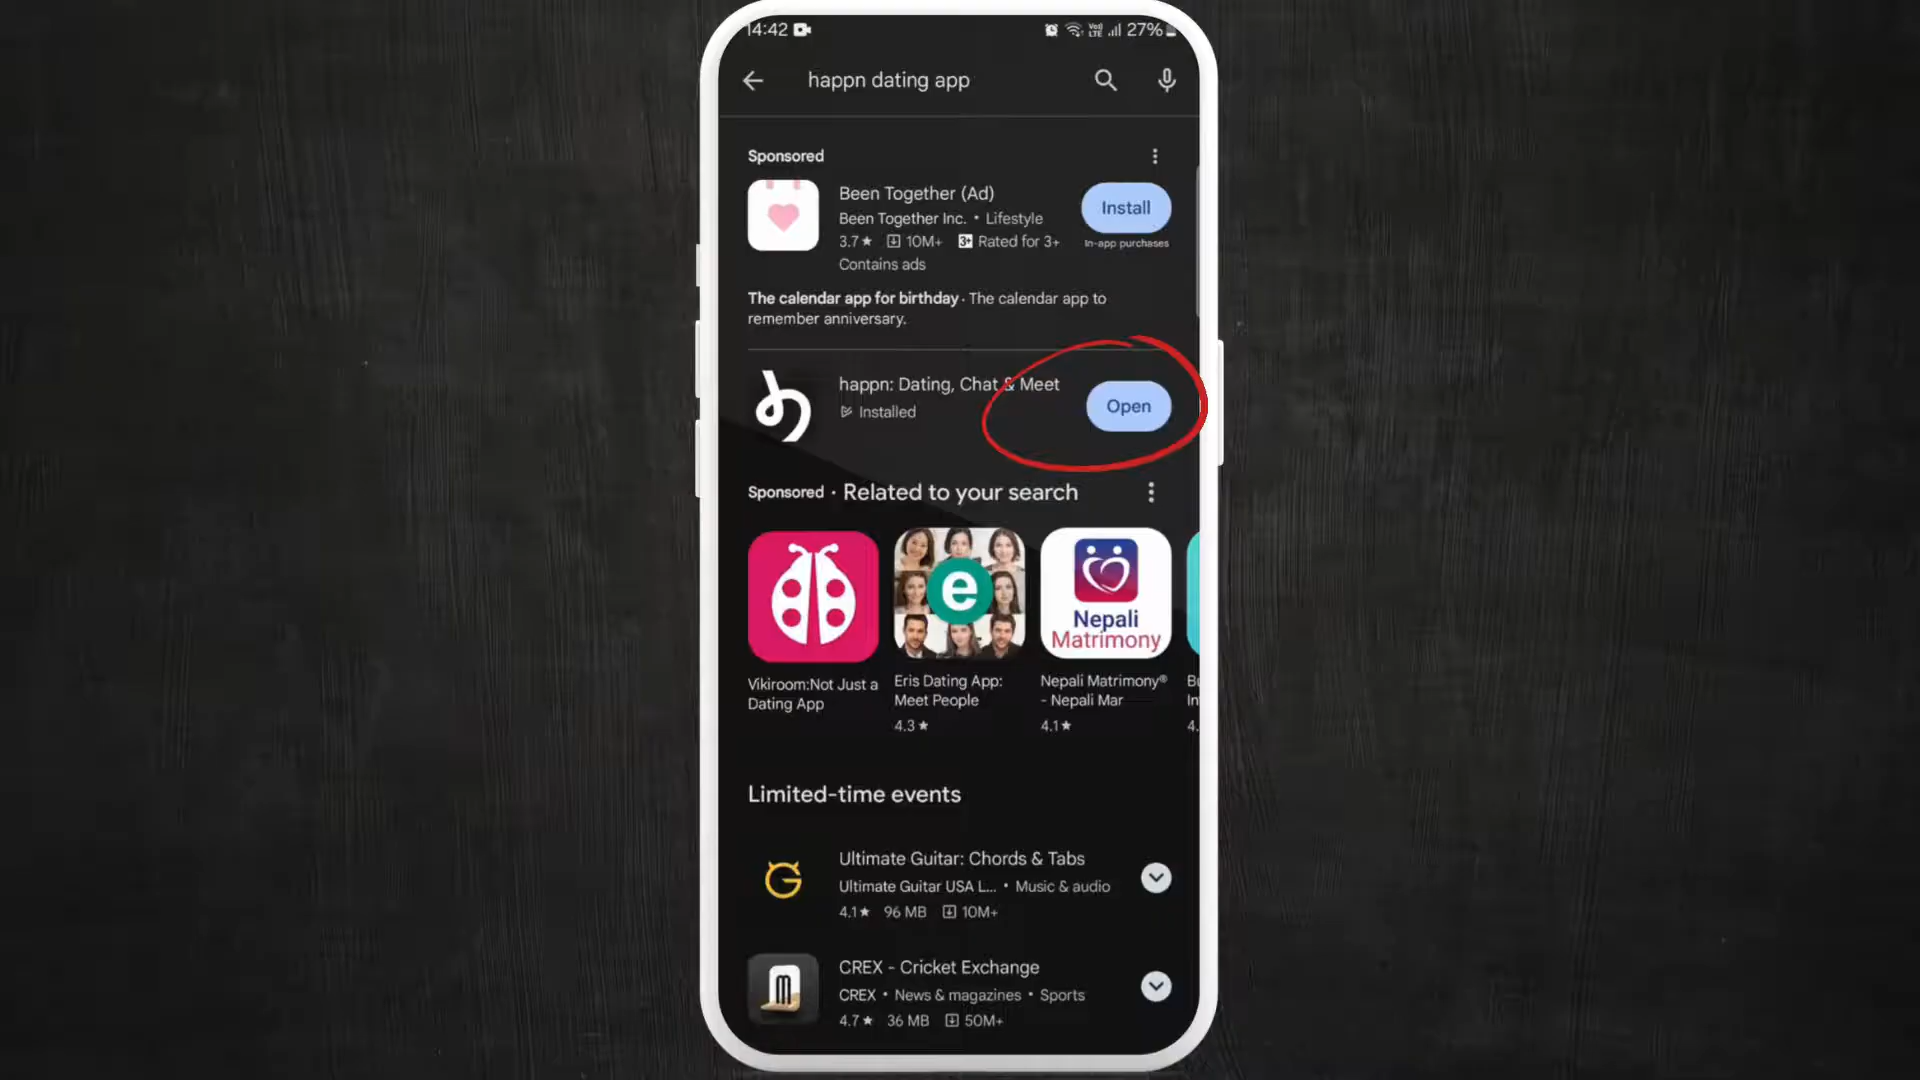 14:42
Vo)
LTE
27%
happn dating app
Sponsored
Been Together (Ad)
Been Together Inc. • Lifestyle
3.7★ 10M+ 3+ Rated for 3+
Contains ads
Install
In-app purchases
The calendar app for birthday · The calendar app to
remember anniversary.
happn: Dating, Chat & Meet
Installed
Open
Sponsored · Related to your search
e
Nepali
Matrimony
Vikiroom:Not Just a
Dating App
Eris Dating App:
Meet People
4.3★
Nepali Matrimony®
- Nepali Mar
4.1★
Limited-time events
Ultimate Guitar: Chords & Tabs
Ultimate Guitar USA L... • Music & audio
4.1★ 96 MB 10M+
CREX - Cricket Exchange
CREX • News & magazines • Sports
4.7★ 36 MB 50M+